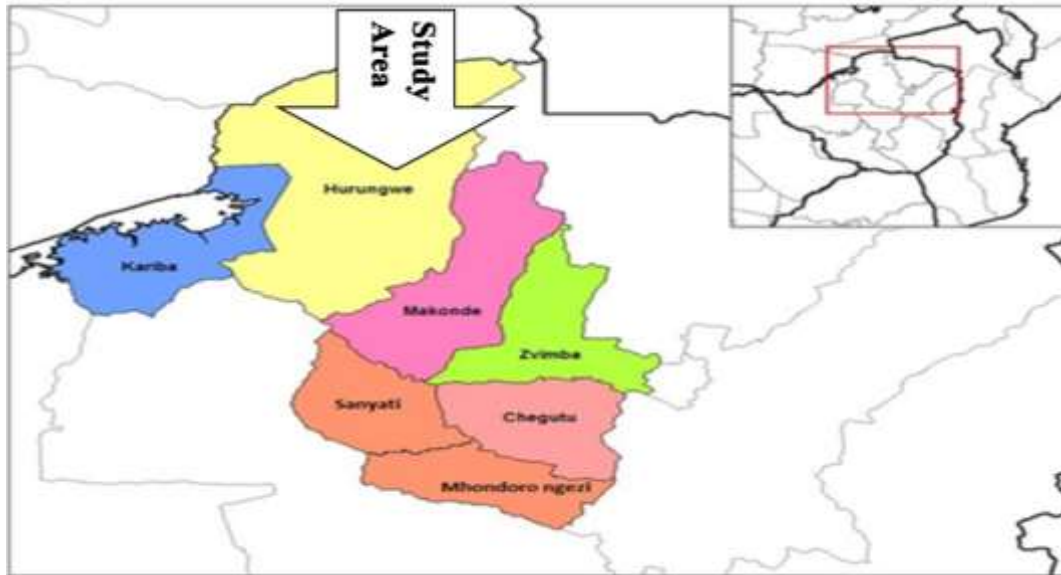 Study
Area
Hurungwe
Kariba
Makonde
Zvimba
Sanyati
Chegutu
Mhondoro ngezi